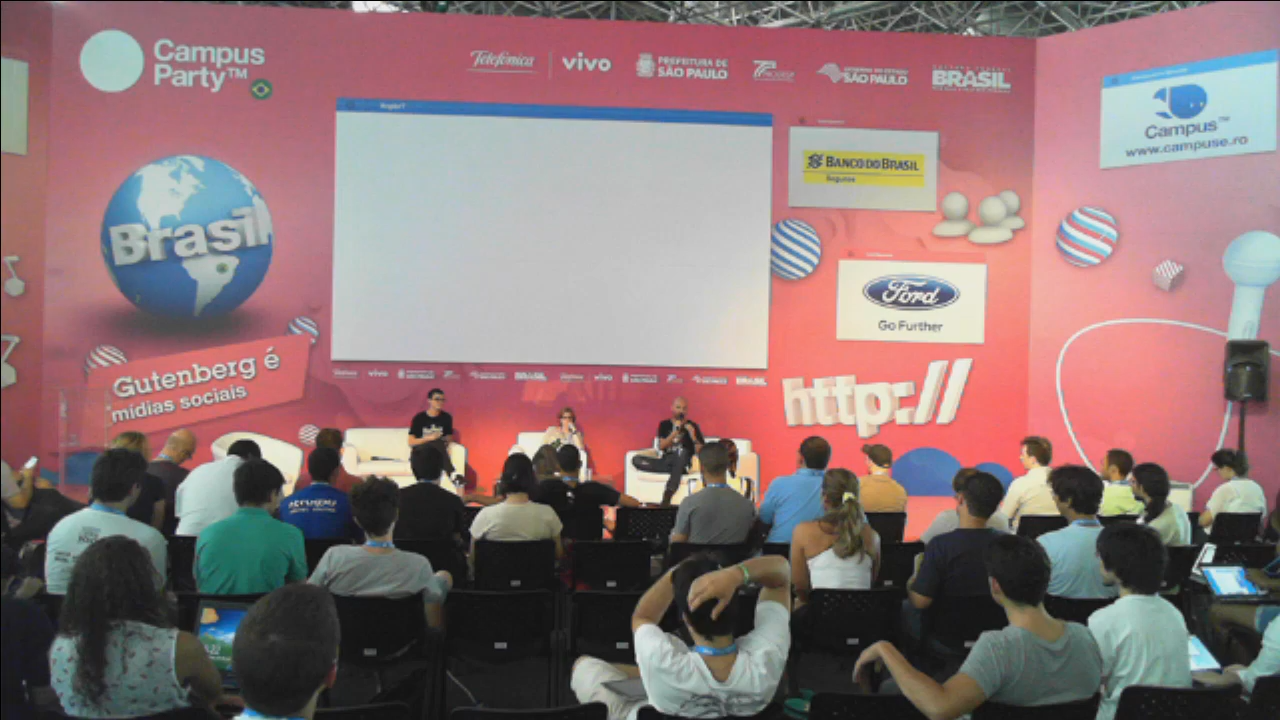 Campus
Party™
Telefónica
vivo
PREFEITURA DE
SÃO PAULO
SÃO PAULO
BRASIL
Campus™
www.campuse.ro
BANCO DO BRASIL
Seguros
Brasil
Ford
Go Further
Gutenberg é
mídias sociais
http://
vivo